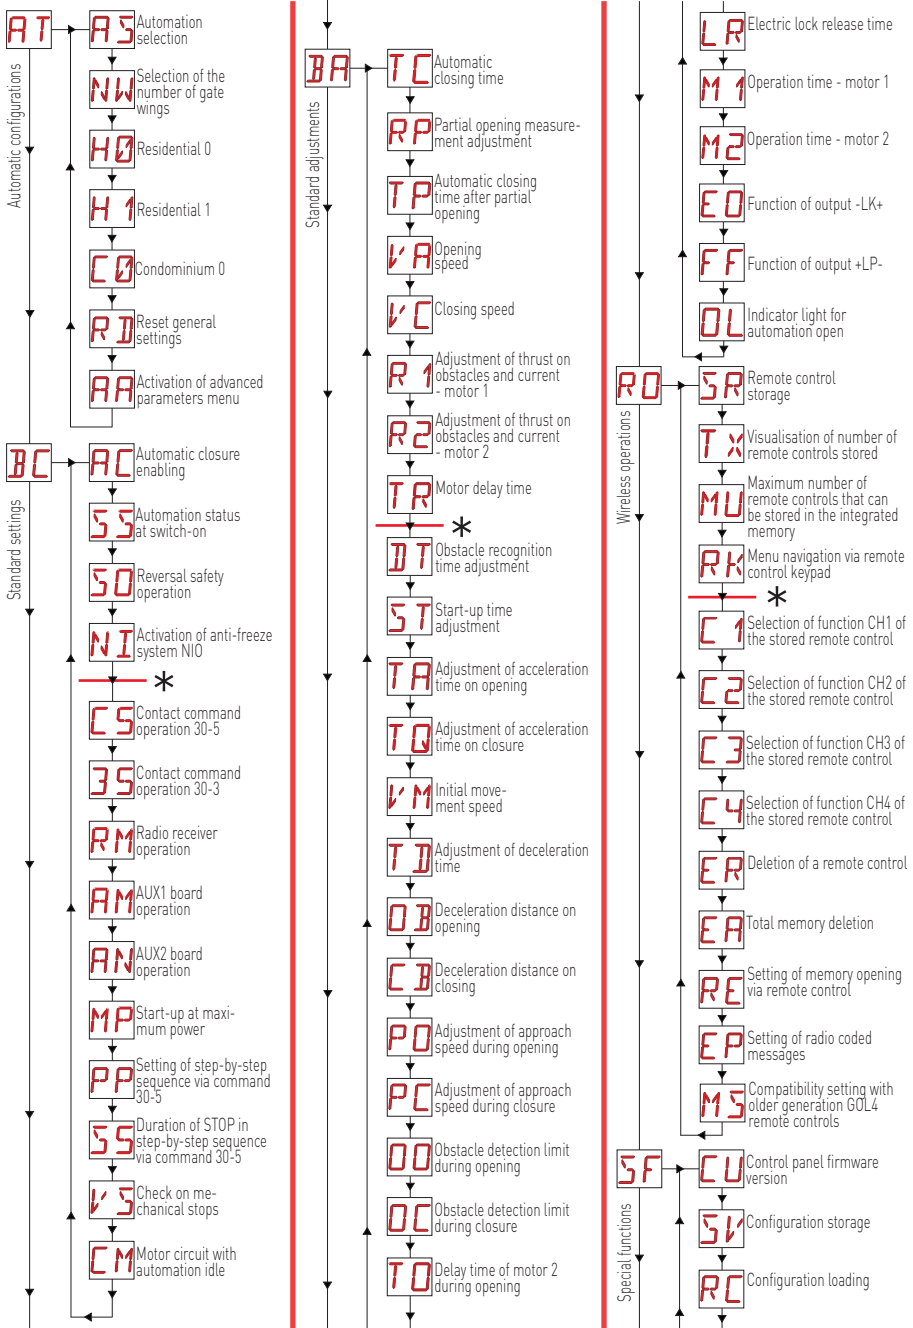 AT
Automatic configurations
AS
Automation
selection
NW
Selection of the
number of gate
wings
H0
Residential 0
H1
Residential 1
C0
Condominium 0
RD
Reset general
settings
AA
Activation of advanced
parameters menu
BC
Standard settings
AC
Automatic closure
enabling
SS
Automation status
at switch-on
SO
Reversal safety
operation
NI
Activation of anti-freeze
system NIO
*
CS
Contact command
operation 30-5
3S
Contact command
operation 30-3
RM
Radio receiver
operation
AM
AUX1 board
operation
AN
AUX2 board
operation
MP
Start-up at maxi-
mum power
PP
Setting of step-by-step
sequence via command
30-5
S5
Duration of STOP in
step-by-step sequence
via command 30-5
VS
Check on me-
chanical stops
CM
Motor circuit with
automation idle
BA
Standard adjustments
TC
Automatic
closing time
RP
Partial opening measure-
ment adjustment
TP
Automatic closing
time after partial
opening
VA
Opening
speed
VC
Closing speed
R1
Adjustment of thrust on
obstacles and current
- motor 1
R2
Adjustment of thrust on
obstacles and current
- motor 2
TR
Motor delay time
*
DT
Obstacle recognition
time adjustment
ST
Start-up time
adjustment
TA
Adjustment of acceleration
time on opening
TQ
Adjustment of acceleration
time on closure
VM
Initial move-
ment speed
TD
Adjustment of deceleration
time
OB
Deceleration distance on
opening
CB
Deceleration distance on
closing
PO
Adjustment of approach
speed during opening
PC
Adjustment of approach
speed during closure
OO
Obstacle detection limit
during opening
OC
Obstacle detection limit
during closure
TO
Delay time of motor 2
during opening
LR
Electric lock release time
M1
Operation time - motor 1
M2
Operation time - motor 2
EO
Function of output -LK+
FF
Function of output +LP-
OL
Indicator light for
automation open
RO
Wireless operations
SR
Remote control
storage
TX
Visualisation of number of
remote controls stored
MU
Maximum number of
remote controls that can
be stored in the integrated
memory
RK
Menu navigation via remote
control keypad
*
C1
Selection of function CH1 of
the stored remote control
C2
Selection of function CH2 of
the stored remote control
C3
Selection of function CH3 of
the stored remote control
C4
Selection of function CH4 of
the stored remote control
ER
Deletion of a remote control
EA
Total memory deletion
RE
Setting of memory opening
via remote control
EP
Setting of radio coded
messages
MS
Compatibility setting with
older generation GOL4
remote controls
SF
Special functions
CU
Control panel firmware
version
SV
Configuration storage
RC
Configuration loading